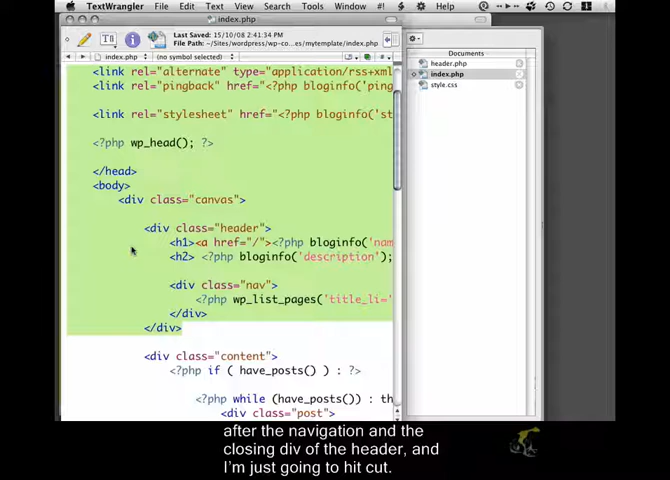 TextWrangler File Edit Text View Search Tools Window
index.php
Last Saved: 15/10/08 2:41:34 PM
File Path: ~/Sites/wordpress/wp-co...es/mytemplate/index.php
index.php (no symbol selected)
Documents
header.php
index.php
style.css
<link rel="alternate" type="application/rss+xml
<link rel="pingback" href="<?php bloginfo('ping
<link rel="stylesheet" href="<?php bloginfo('st
<?php wp_head(); ?>
</head>
<body>
<div class="canvas">
<div class="header">
<h1><a href="/"><?php bloginfo('nam
<h2> <?php bloginfo('description');
<div class="nav">
<?php wp_list_pages('title_li='
</div>
</div>
<div class="content">
<?php if ( have_posts() ) : ?>
<?php while (have_posts()) : th
<div class="post">
after the navigation and the
closing div of the header, and
I'm just going to hit cut.